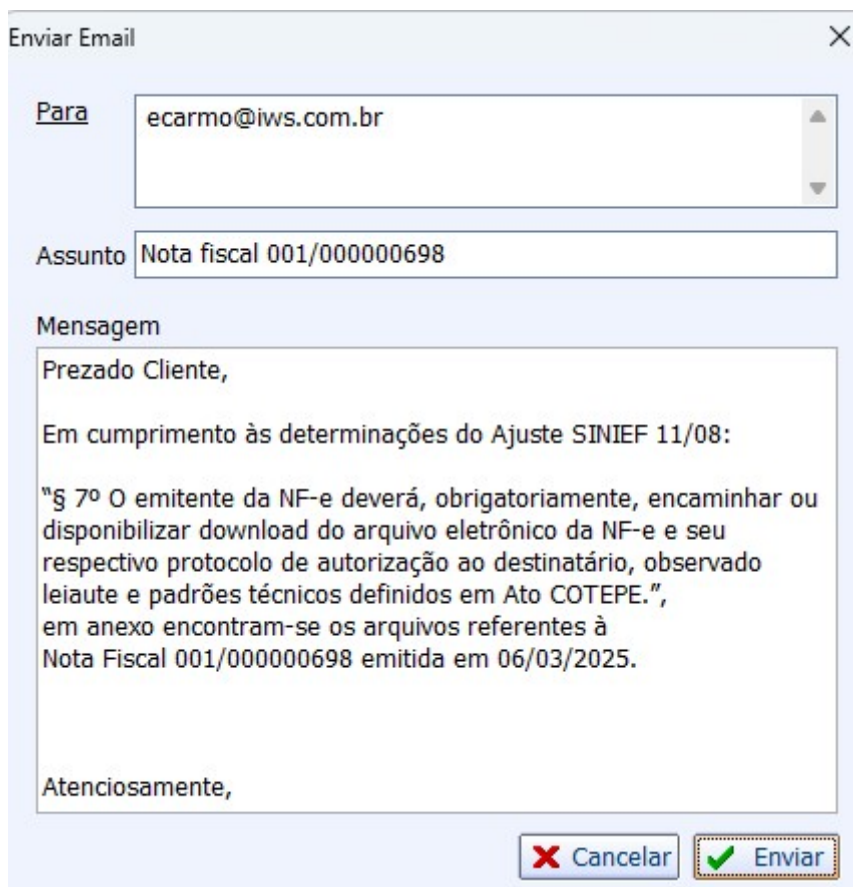 Enviar Email
Para
ecarmo@iws.com.br
Assunto Nota fiscal 001/000000698
Mensagem
Prezado Cliente,
Em cumprimento às determinações do Ajuste SINIEF 11/08:
“§ 7º O emitente da NF-e deverá, obrigatoriamente, encaminhar ou
disponibilizar download do arquivo eletrônico da NF-e e seu
respectivo protocolo de autorização ao destinatário, observado
leiaute e padrões técnicos definidos em Ato COTEPE.”,
em anexo encontram-se os arquivos referentes à
Nota Fiscal 001/000000698 emitida em 06/03/2025.
Atenciosamente,
Cancelar Enviar